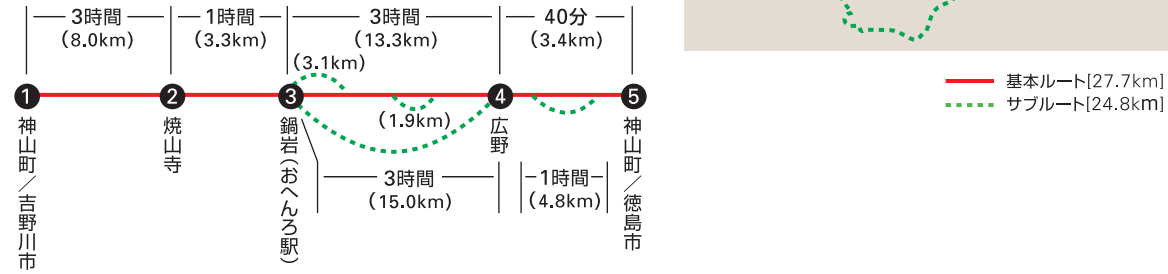 3時間
(8.0km)
1時間
(3.3km)
3時間
(13.3km)
40分
(3.4km)
(3.1km)
1
2
3
4
5
(1.9km)
神山町／吉野川市
焼山寺
鍋岩(おへんろ駅)
広野
神山町／徳島市
3時間
(15.0km)
1時間
(4.8km)
基本ルート[27.7km]
サブルート[24.8km]